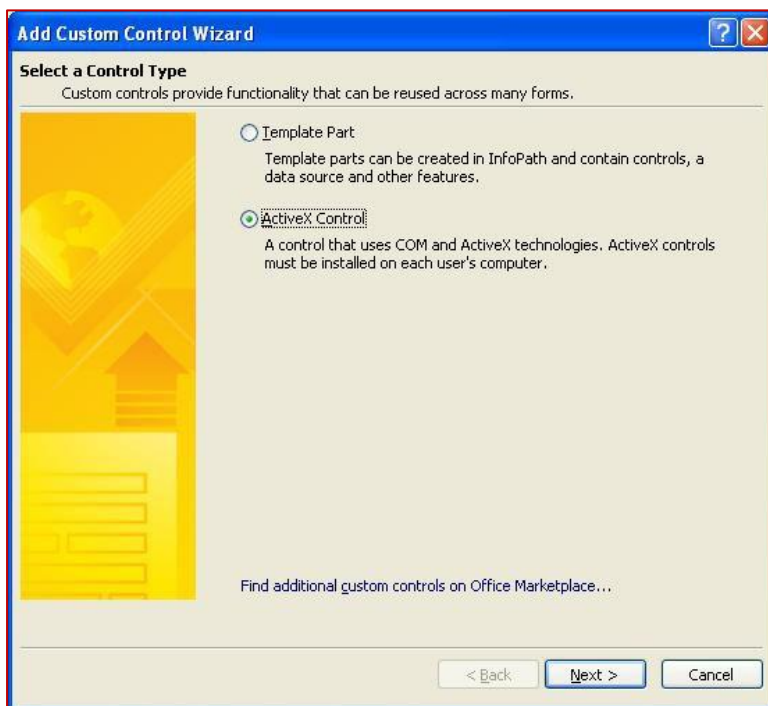 Add Custom Control Wizard
Select a Control Type
Custom controls provide functionality that can be reused across many forms.
Template Part
Template parts can be created in InfoPath and contain controls, a
data source and other features.
ActiveX Control
A control that uses COM and ActiveX technologies. ActiveX controls
must be installed on each user's computer.
Find additional custom controls on Office Marketplace...
< Back Next > Cancel